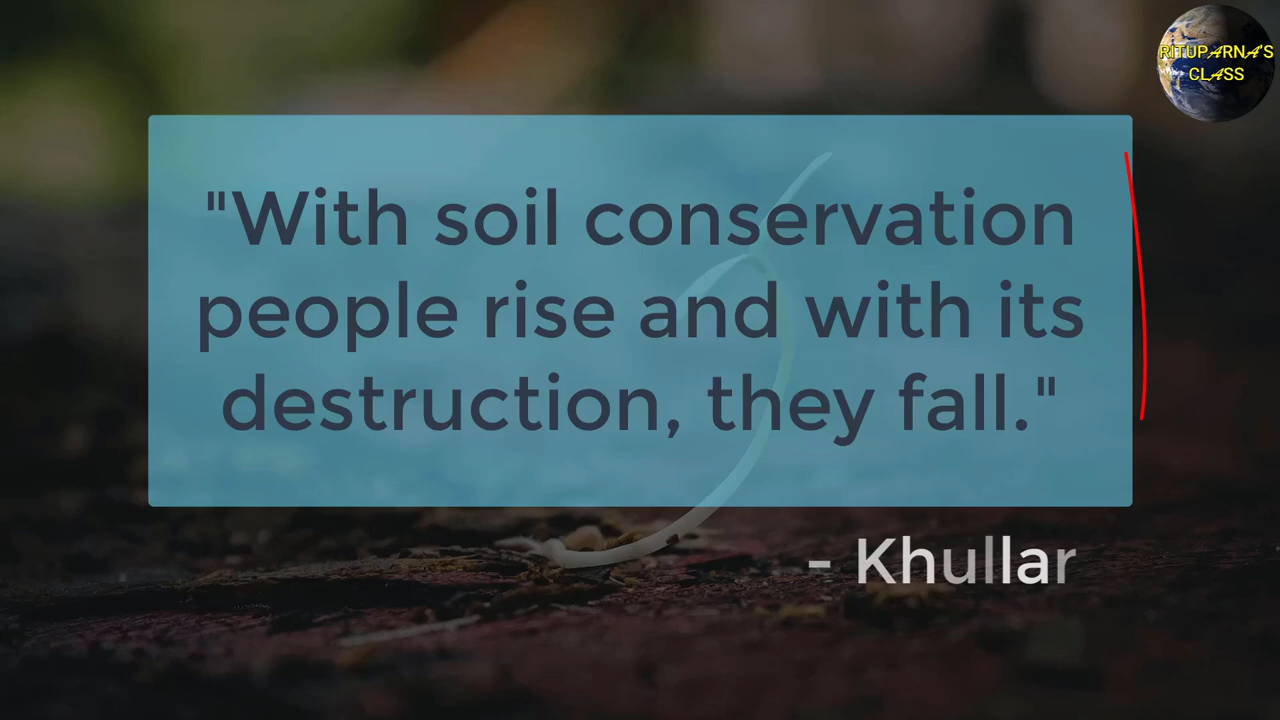 RITUPARNA'S
CLASS
"With soil conservation
people rise and with its
destruction, they fall."
- Khullar